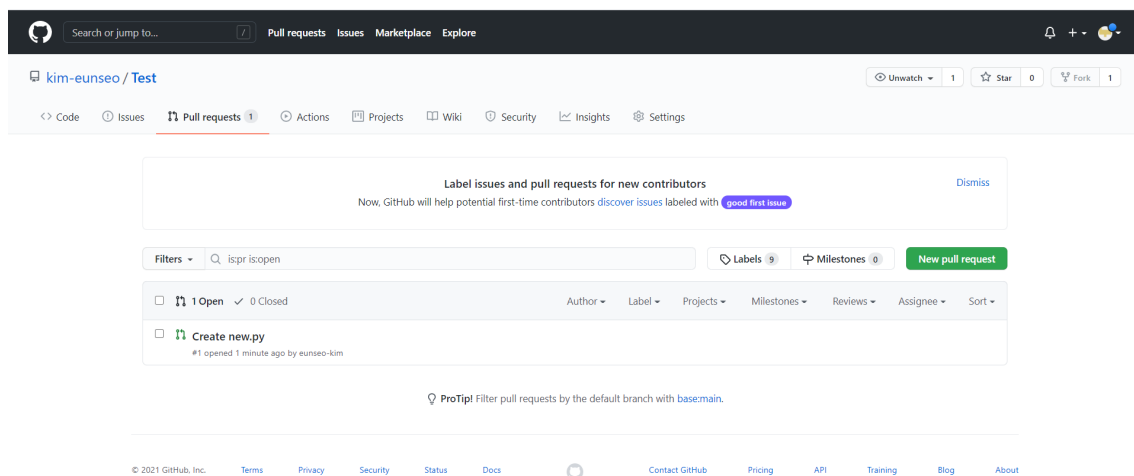 Search or jump to... / Pull requests Issues Marketplace Explore
kim-eunseo / Test Unwatch 1 Star 0 Fork 1
Code Issues Pull requests 1 Actions Projects Wiki Security Insights Settings
Label issues and pull requests for new contributors Dismiss
Now, GitHub will help potential first-time contributors discover issues labeled with good first issue
Filters is:pr is:open Labels 9 Milestones 0 New pull request
1 Open 0 Closed Author Label Projects Milestones Reviews Assignee Sort
Create new.py
#1 opened 1 minute ago by eunseo-kim
ProTip! Filter pull requests by the default branch with base:main.
© 2021 GitHub, Inc. Terms Privacy Security Status Docs Contact GitHub Pricing API Training Blog About